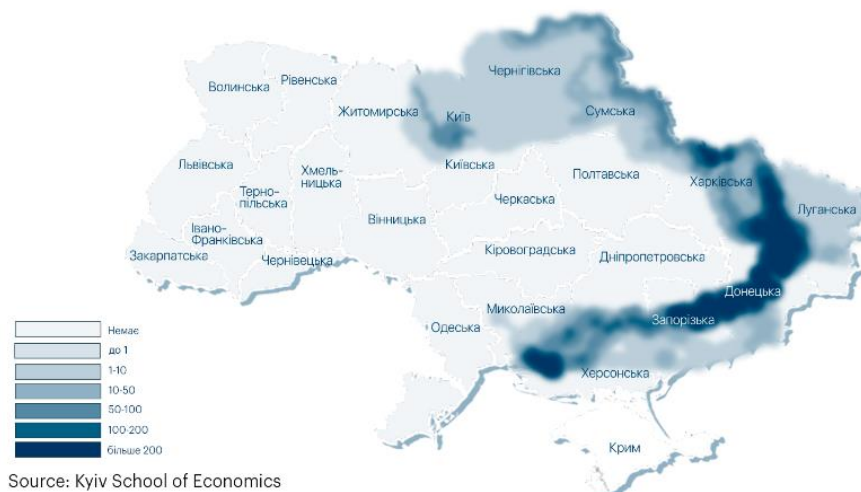 Волинська
Рівенська
Житомирська
Київ
Чернігівська
Сумська
Львівська
Терно-
пільська
Хмель-
ницька
Київська
Черкаська
Полтавська
Харківська
Луганська
Івано-
Франківська
Закарпатська
Чернівецька
Вінницька
Кіровоградська
Дніпропетровська
Донецька
Запорізька
Миколаївська
Одеська
Херсонська
Крим
Немає
до 1
1-10
10-50
50-100
100-200
більше 200
Source: Kyiv School of Economics